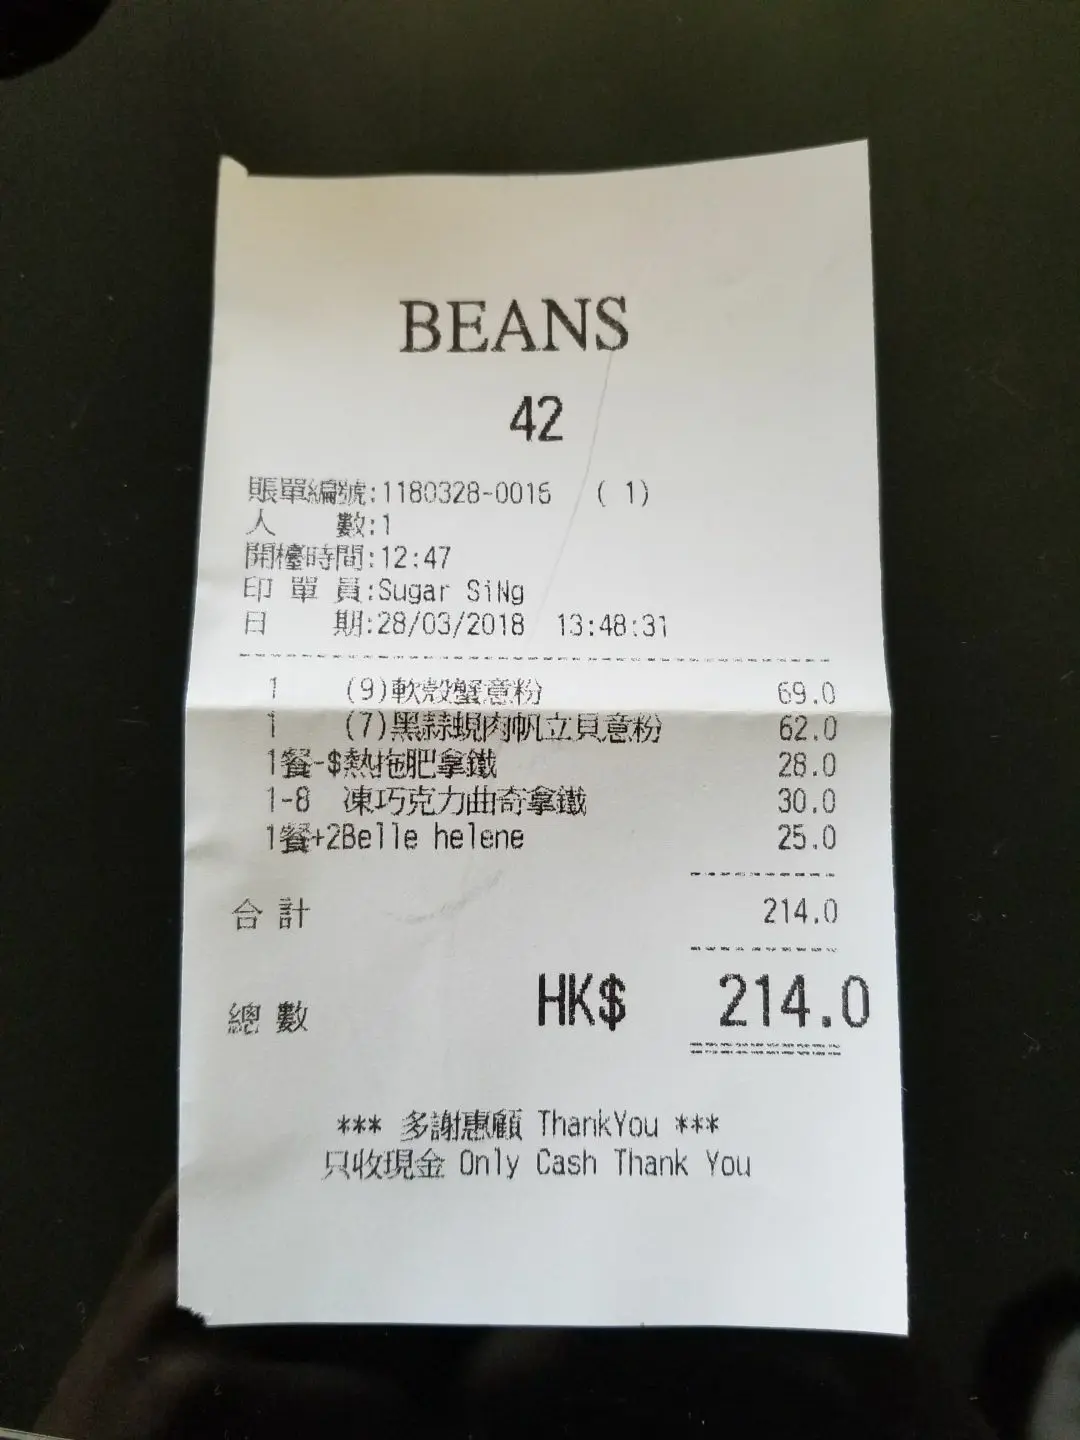 BEANS
42
賬單編號:1180328-0016 ( 1)
人 數:1
開檯時間:12:47
印 單 員:Sugar SiNg
日 期:28/03/2018 13:48:31
1 (9)軟殼蟹意粉 69.0
1 (7)黑蒜蜆肉帆立貝意粉 62.0
1餐-$熱拖肥拿鐵 28.0
1-8 凍巧克力曲奇拿鐵 30.0
1餐+2Belle helene 25.0
合 計 214.0
總 數 HK$ 214.0
*** 多謝惠顧 ThankYou ***
只收現金 Only Cash Thank You